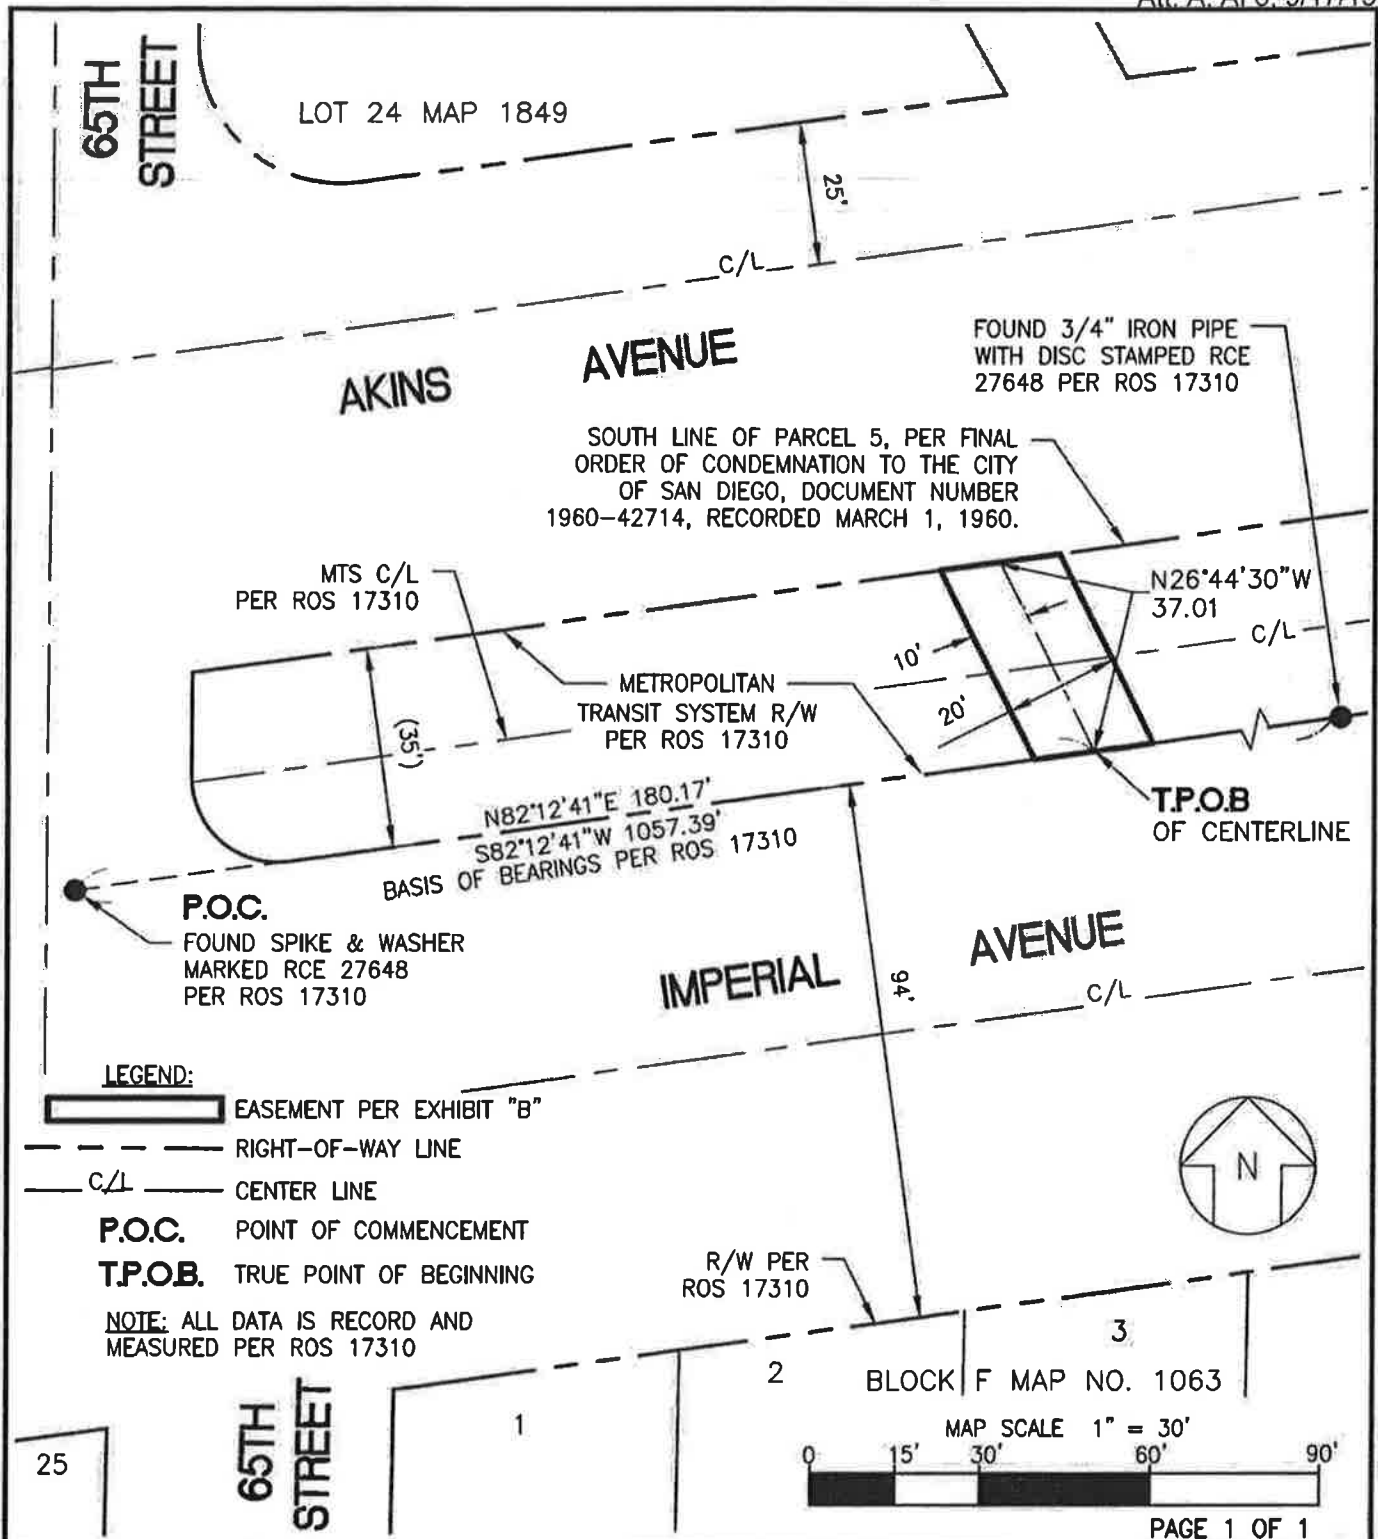 65TH
STREET
LOT 24 MAP 1849
25'
C/L
AKINS AVENUE
FOUND 3/4" IRON PIPE
WITH DISC STAMPED RCE
27648 PER ROS 17310
SOUTH LINE OF PARCEL 5, PER FINAL
ORDER OF CONDEMNATION TO THE CITY
OF SAN DIEGO, DOCUMENT NUMBER
1960-42714, RECORDED MARCH 1, 1960.
MTS C/L
PER ROS 17310
N26°44'30"W
37.01
C/L
10'
20'
METROPOLITAN
TRANSIT SYSTEM R/W
PER ROS 17310
(35')
N82°12'41"E 180.17'
S82°12'41"W 1057.39'
BASIS OF BEARINGS PER ROS 17310
T.P.O.B
OF CENTERLINE
P.O.C.
FOUND SPIKE & WASHER
MARKED RCE 27648
PER ROS 17310
IMPERIAL AVENUE
94'
C/L
LEGEND:
EASEMENT PER EXHIBIT "B"
RIGHT-OF-WAY LINE
C/L CENTER LINE
P.O.C. POINT OF COMMENCEMENT
T.P.O.B. TRUE POINT OF BEGINNING
NOTE: ALL DATA IS RECORD AND
MEASURED PER ROS 17310
N
R/W PER
ROS 17310
1
2
3
BLOCK F MAP NO. 1063
25
65TH
STREET
MAP SCALE 1" = 30'
0 15' 30' 60' 90'
PAGE 1 OF 1